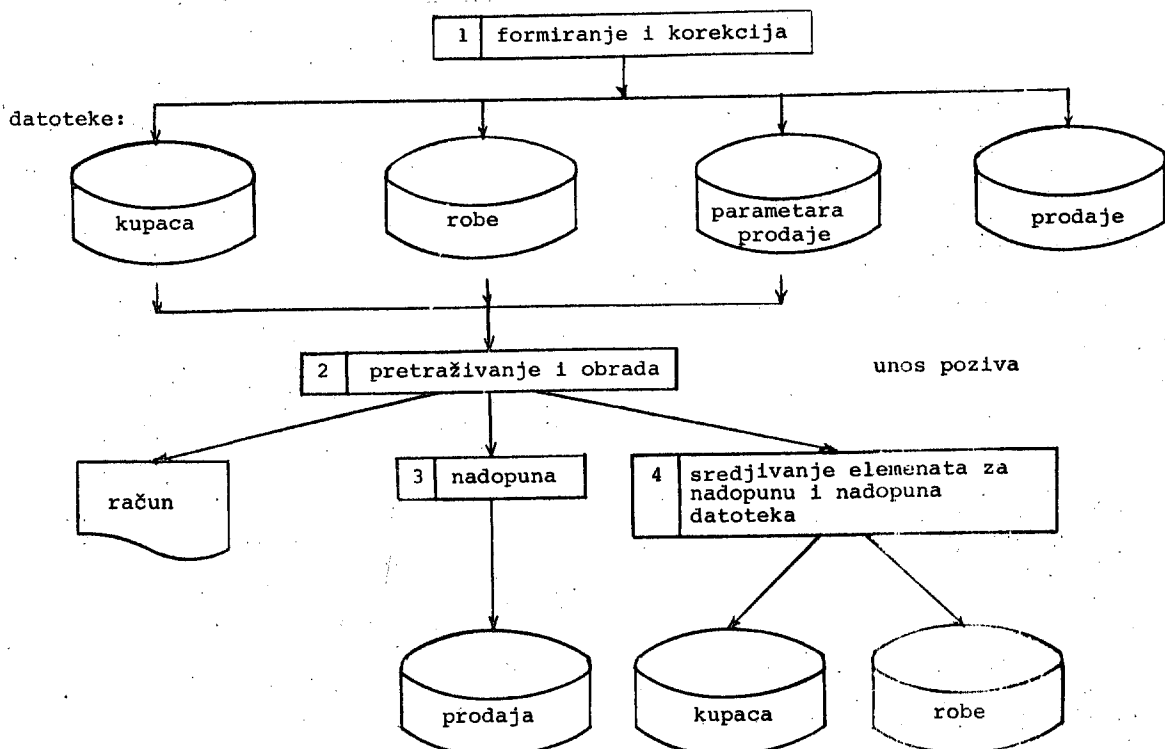 1 formiranje i korekcija
datoteke:
kupaca
robe
parametara
prodaje
prodaje
2 pretraživanje i obrada
unos poziva
račun
3 nadopuna
4 sredjivanje elemenata za
nadopunu i nadopuna
datoteka
prodaja
kupaca
robe